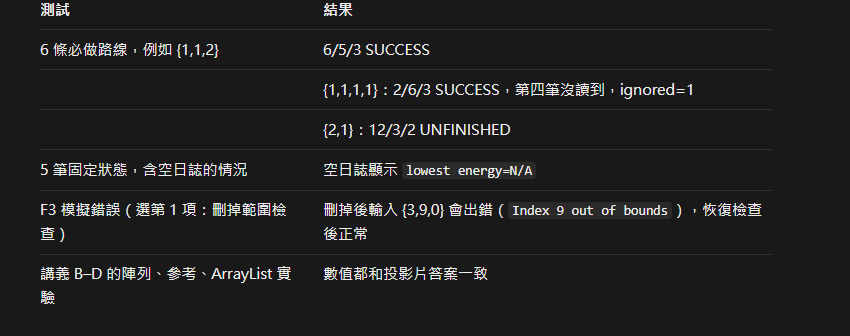 測試 結果
6 條必做路線，例如 {1,1,2} 6/5/3 SUCCESS
{1,1,1,1}：2/6/3 SUCCESS，第四筆沒讀到，ignored=1
{2,1}：12/3/2 UNFINISHED
5 筆固定狀態，含空日誌的情況 空日誌顯示 lowest energy=N/A
F3 模擬錯誤（選第 1 項：刪掉範圍檢 刪掉後輸入 {3,9,0} 會出錯（Index 9 out of bounds），恢復檢查
查） 後正常
講義 B–D 的陣列、參考、ArrayList 實 數值都和投影片答案一致
驗